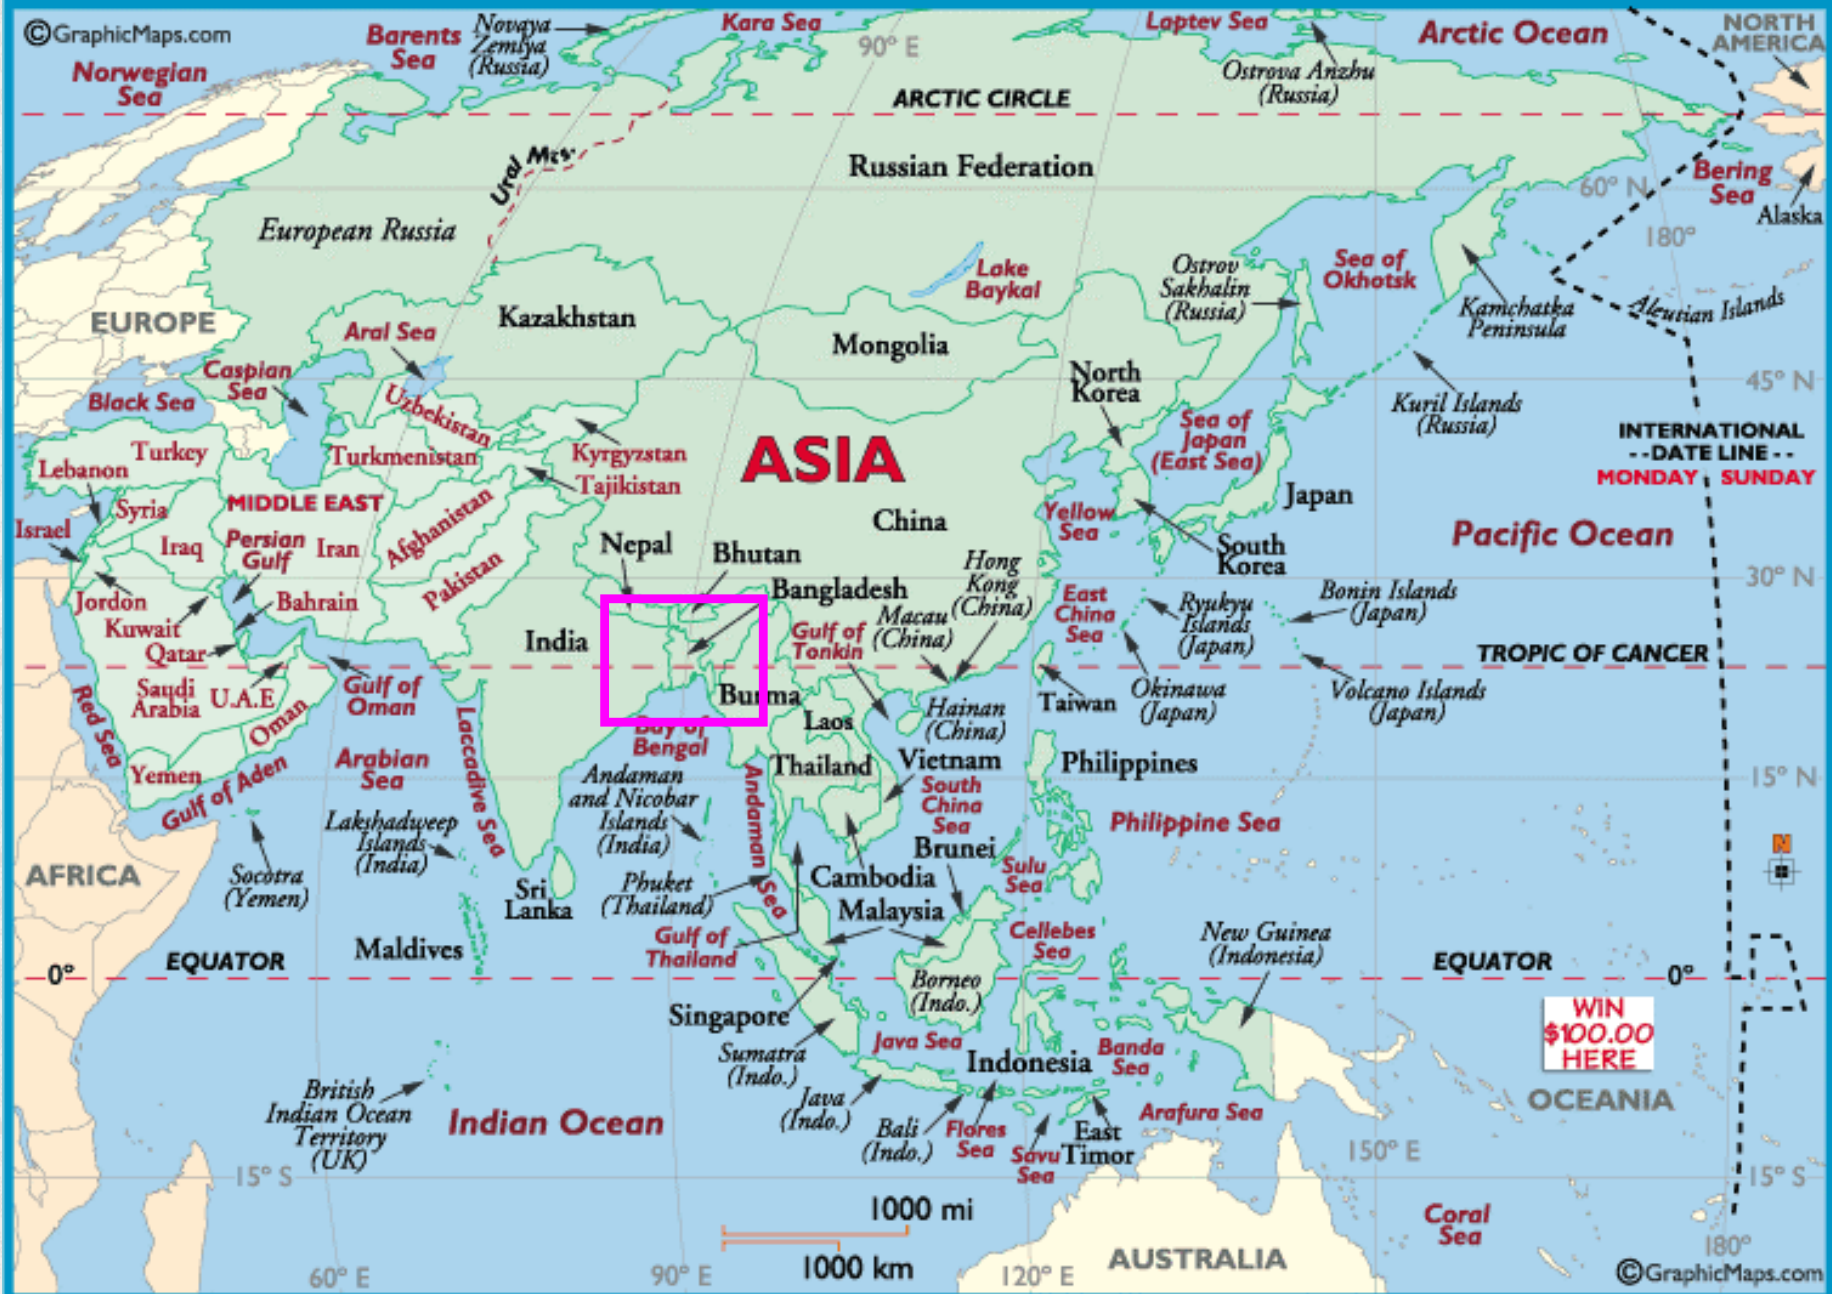 ©GraphicMaps.com
Norwegian
Sea
Barents
Sea
Novaya
Zemlya
(Russia)
Kara Sea
90° E
Laptev Sea
Ostrova Anzhu
(Russia)
Arctic Ocean
NORTH
AMERICA
ARCTIC CIRCLE
Ural Mts.
Russian Federation
European Russia
60° N
Bering
Sea
Alaska
180°
Lake
Baykal
Ostrov
Sakhalin
(Russia)
Sea of
Okhotsk
Kamchatka
Peninsula
Aleutian Islands
EUROPE
Kazakhstan
Aral Sea
Mongolia
Caspian
Sea
Black Sea
North
Korea
45° N
Kuril Islands
(Russia)
Sea of
Japan
(East Sea)
Uzbekistan
Turkmenistan
Kyrgyzstan
Tajikistan
ASIA
INTERNATIONAL
- -DATE LINE- -
MONDAY
SUNDAY
Turkey
Lebanon
Syria
Israel
MIDDLE EAST
Afghanistan
Iraq
Persian
Gulf
Iran
Pakistan
China
Yellow
Sea
Japan
Pacific Ocean
South
Korea
Nepal
Bhutan
Bangladesh
Hong
Kong
(China)
Macau
(China)
East
China
Sea
Ryukyu
Islands
(Japan)
Bonin Islands
(Japan)
30° N
Jordon
Kuwait
Bahrain
Qatar
Saudi
Arabia
U.A.E
Oman
Gulf of
Oman
Red Sea
India
Gulf of
Tonkin
TROPIC OF CANCER
Taiwan
Okinawa
(Japan)
Volcano Islands
(Japan)
Burma
Laos
Hainan
(China)
Bay of
Bengal
Yemen
Gulf of Aden
Arabian
Sea
Laccadive Sea
Andaman
and Nicobar
Islands
(India)
Andaman Sea
Thailand
Vietnam
South
China
Sea
Philippines
15° N
Philippine Sea
Lakshadweep
Islands
(India)
AFRICA
Socotra
(Yemen)
Sri
Lanka
Phuket
(Thailand)
Cambodia
Brunei
Sulu
Sea
N
Malaysia
Maldives
Gulf of
Thailand
Cellebes
Sea
New Guinea
(Indonesia)
EQUATOR
EQUATOR
0°
0°
Borneo
(Indo.)
Singapore
Sumatra
(Indo.)
Java Sea
Indonesia
Banda
Sea
WIN
$100.00
HERE
OCEANIA
British
Indian Ocean
Territory
(UK)
Indian Ocean
Java
(Indo.)
Bali
(Indo.)
Flores
Sea
Savu
Sea
East
Timor
Arafura Sea
150° E
15° S
15° S
1000 mi
1000 km
Coral
Sea
AUSTRALIA
60° E
90° E
120° E
180°
©GraphicMaps.com